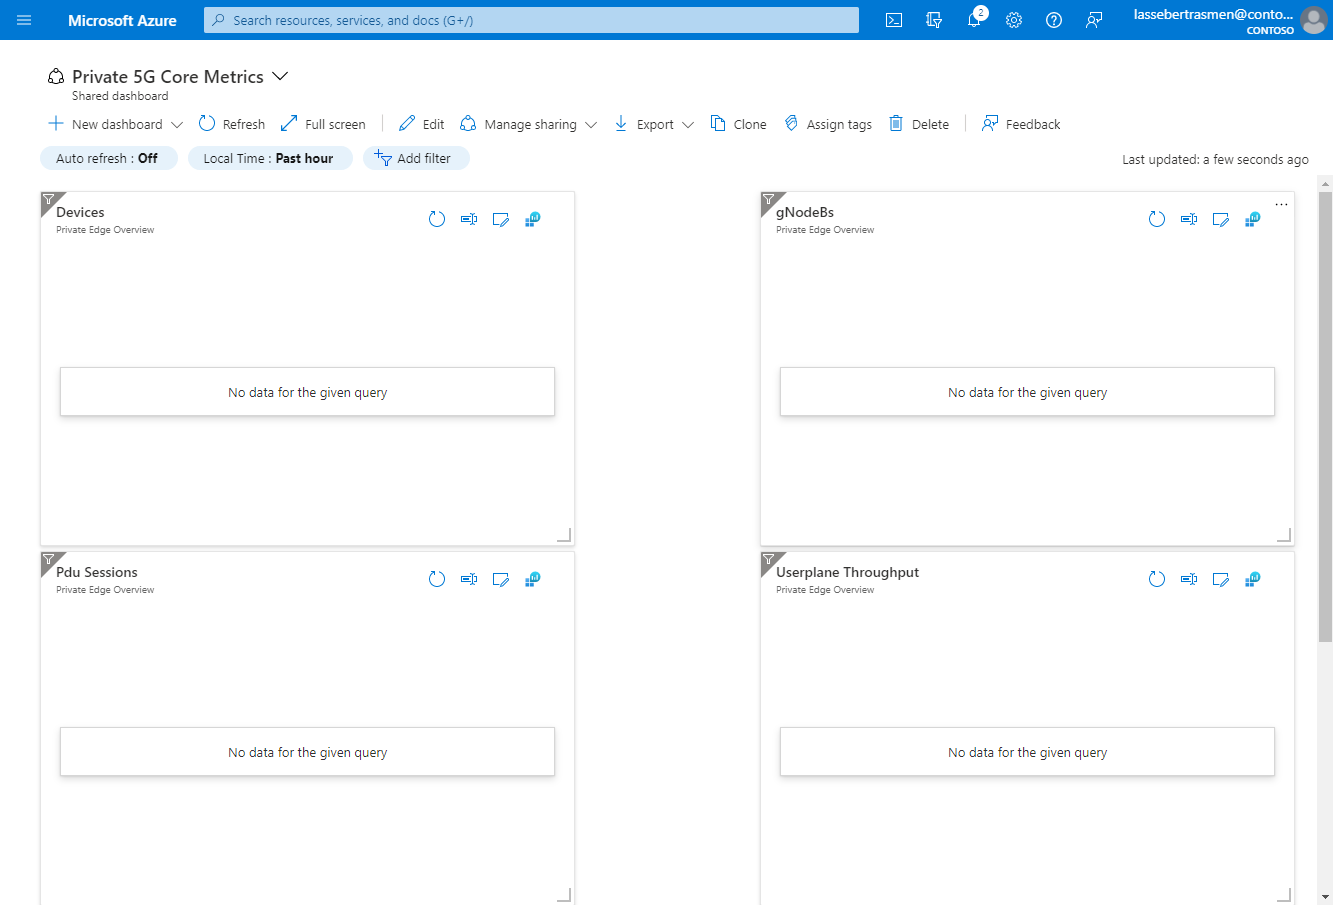 Microsoft Azure
Search resources, services, and docs (G+/)
2
lassebertrasmen@conto...
CONTOSO
Private 5G Core Metrics
Shared dashboard
New dashboard Refresh Full screen Edit Manage sharing Export Clone Assign tags Delete Feedback
Auto refresh : Off Local Time : Past hour Add filter Last updated: a few seconds ago
Devices
Private Edge Overview
No data for the given query
gNodeBs
Private Edge Overview
No data for the given query
Pdu Sessions
Private Edge Overview
No data for the given query
Userplane Throughput
Private Edge Overview
No data for the given query